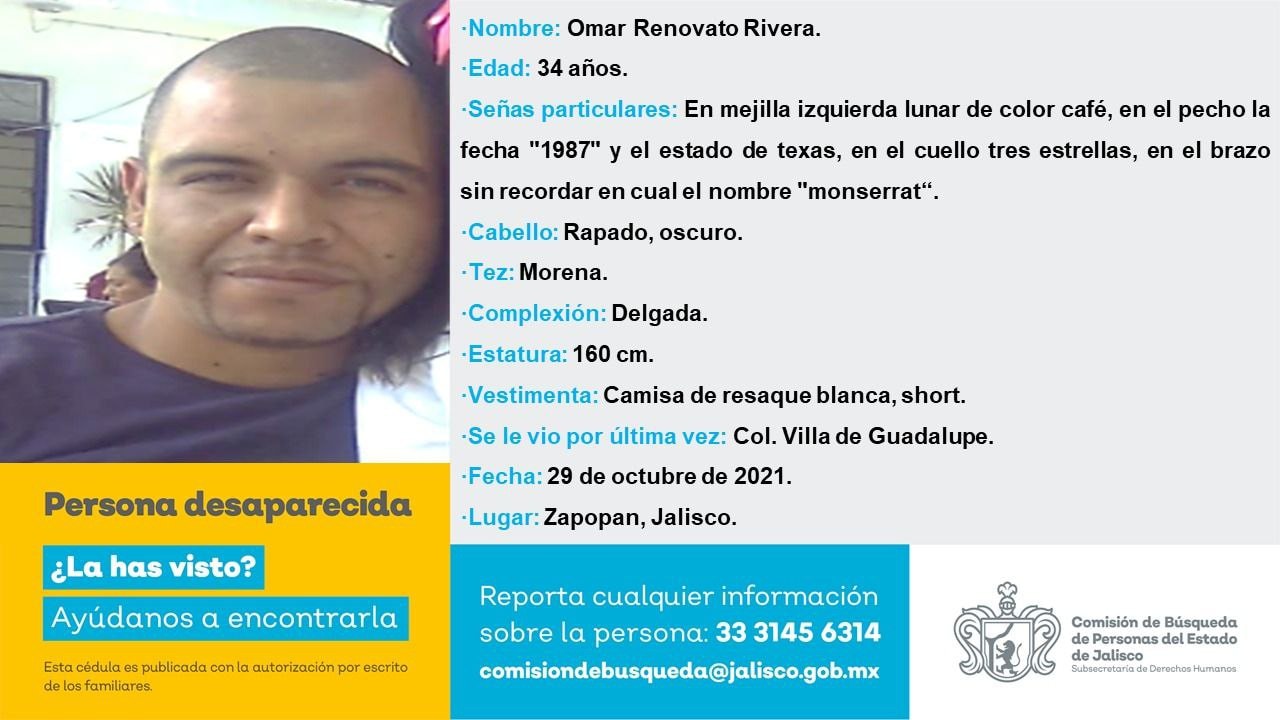 ·Nombre: Omar Renovato Rivera.
·Edad: 34 años.
·Señas particulares: En mejilla izquierda lunar de color café, en el pecho la
fecha "1987" y el estado de texas, en el cuello tres estrellas, en el brazo
sin recordar en cual el nombre "monserrat“.
·Cabello: Rapado, oscuro.
·Tez: Morena.
·Complexión: Delgada.
·Estatura: 160 cm.
·Vestimenta: Camisa de resaque blanca, short.
·Se le vio por última vez: Col. Villa de Guadalupe.
·Fecha: 29 de octubre de 2021.
·Lugar: Zapopan, Jalisco.
Persona desaparecida
¿La has visto?
Ayúdanos a encontrarla
Esta cédula es publicada con la autorización por escrito
de los familiares.
Reporta cualquier información
sobre la persona: 33 3145 6314
comisiondebusqueda@jalisco.gob.mx
Comisión de Búsqueda
de Personas del Estado
de Jalisco
Subsecretaría de Derechos Humanos